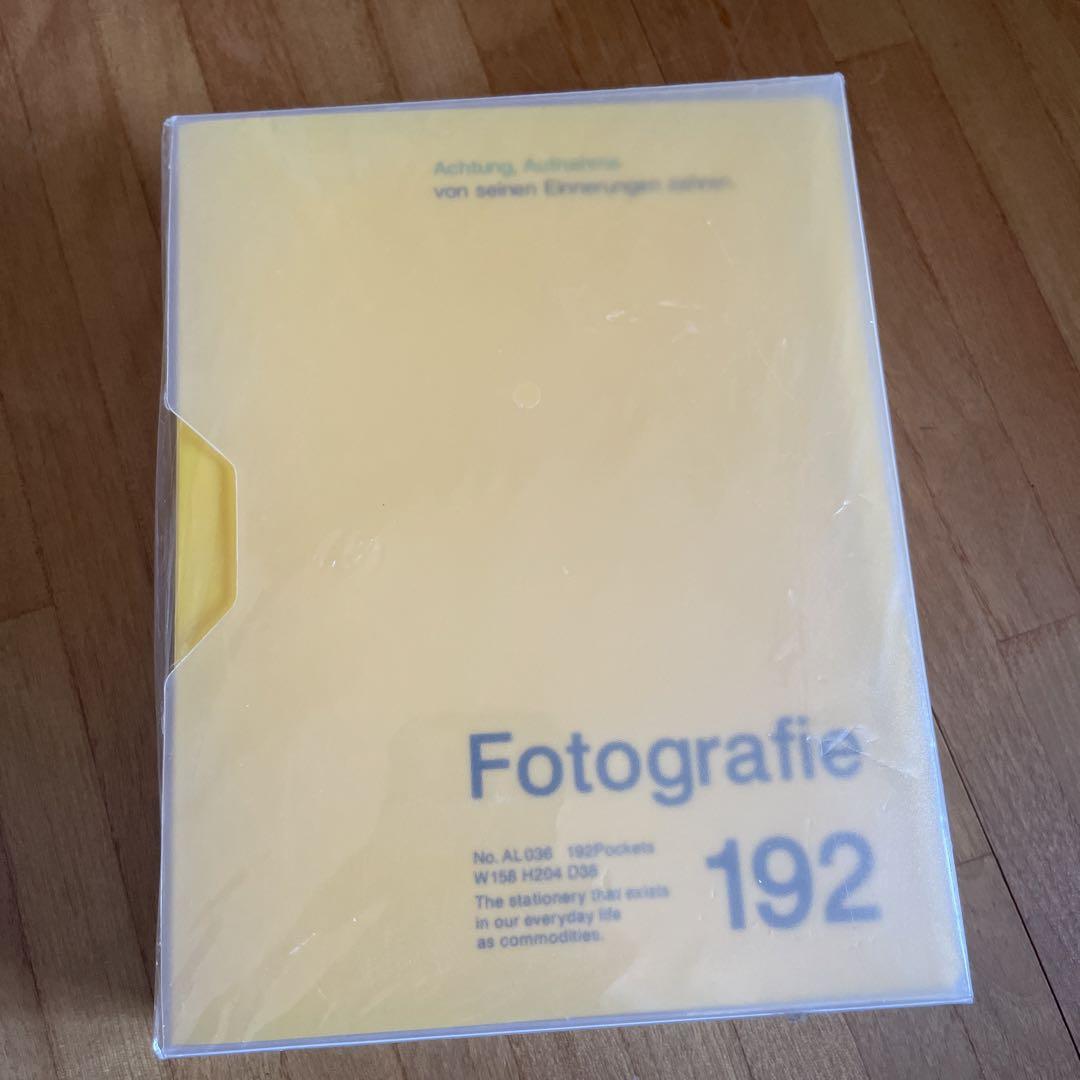 Achtung, Aufnahme
von seinen Einnerungen zehren.
Fotografie
192
No. AL036 192Pockets
W158 H204 D38
The stationery that exists
in our everyday life
as commodities.